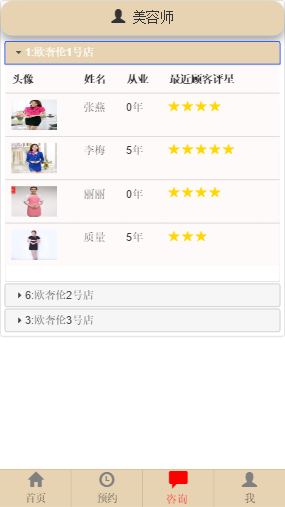 美容师
1:欧奢伦1号店
头像 姓名 从业 最近顾客评星
张燕 0年 ★★★★
李梅 5年 ★★★★★
丽丽 0年 ★★★★
质量 5年 ★★★
6:欧奢伦2号店
3:欧奢伦3号店
首页 预约 咨询 我